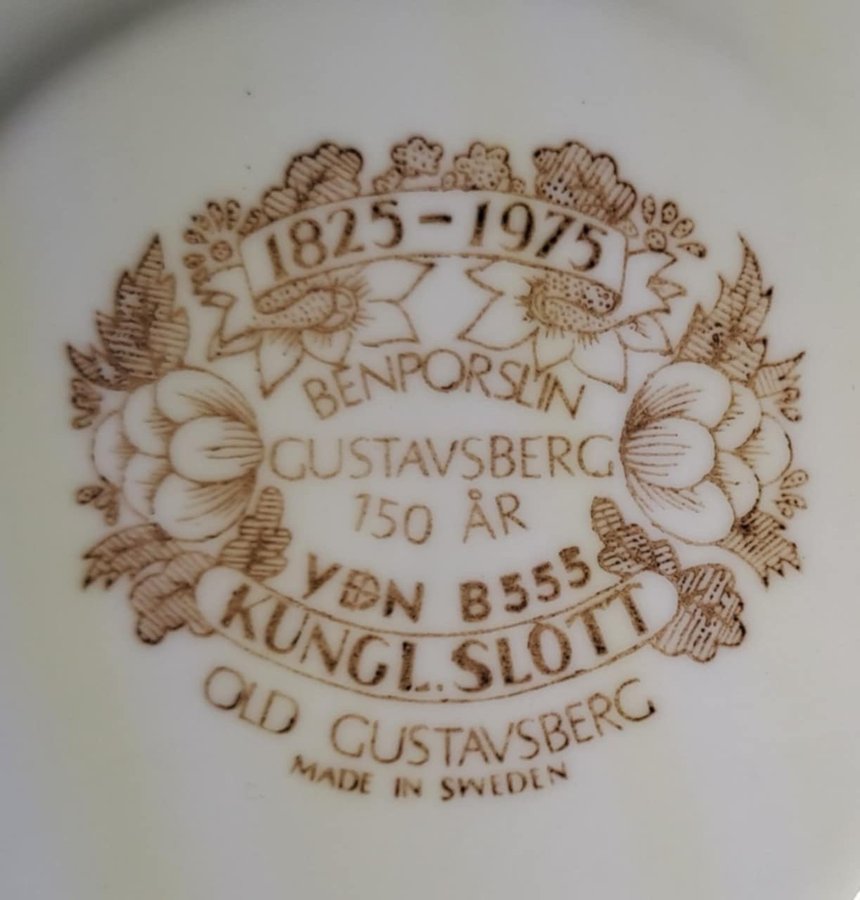 1825-1975
BENPORSLIN
GUSTAVSBERG
150 ÅR
VDN B555
KUNGL. SLOTT
OLD GUSTAVSBERG
MADE IN SWEDEN